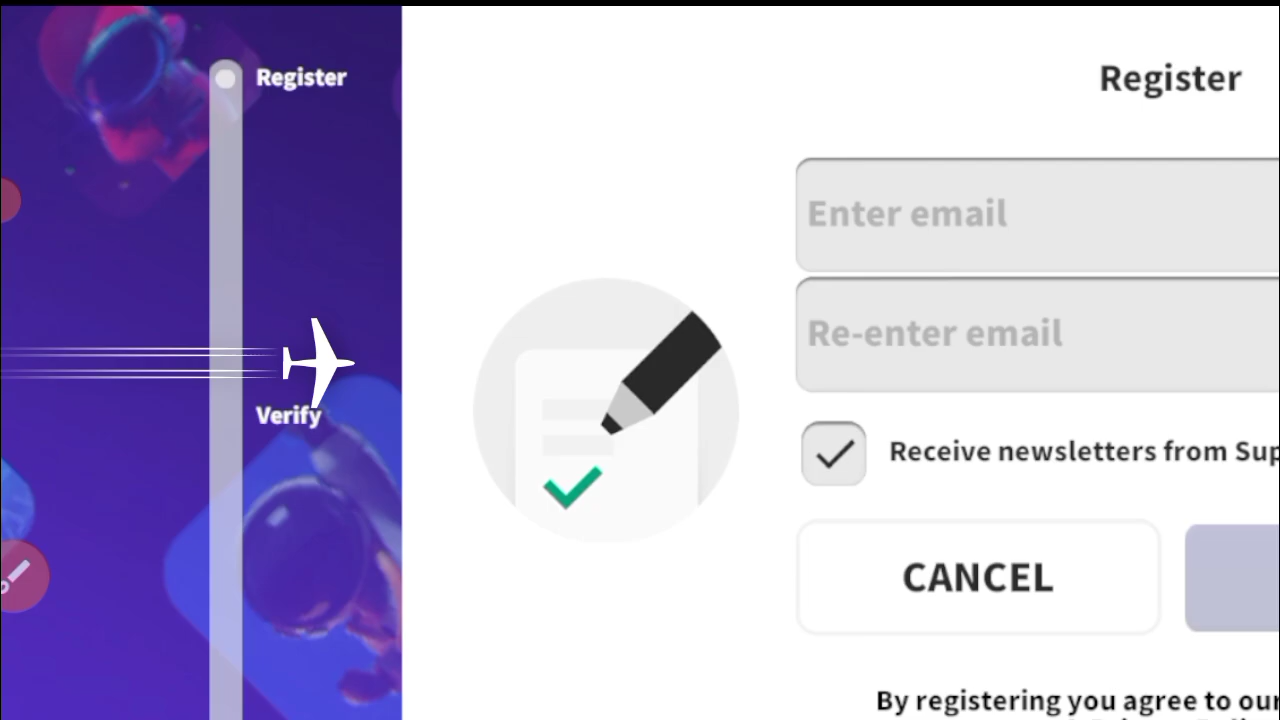 Register
Verify
Register
Enter email
Re-enter email
Receive newsletters from Sup
CANCEL
By registering you agree to our